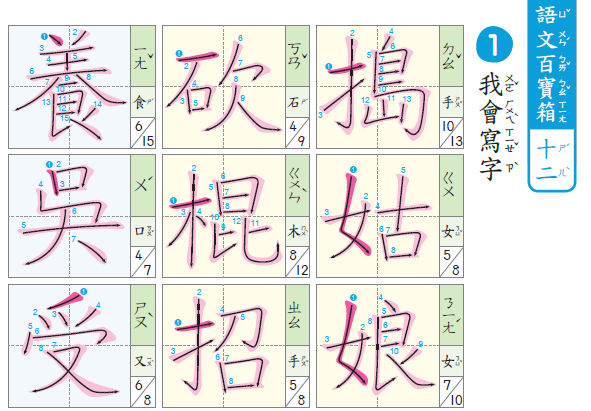 語文百寶箱 十二
1 我會寫字
搗 ㄉㄠˇ 手 10/13
姑 ㄍㄨ 女 5/8
娘 ㄋㄧㄤˊ 女 7/10
砍 ㄎㄢˇ 石 4/9
棍 ㄍㄨㄣˋ 木 8/12
招 ㄓㄠ 手 5/8
養 ㄧㄤˇ 食 6/15
吳 ㄨˊ 口 4/7
受 ㄕㄡˋ 又 6/8